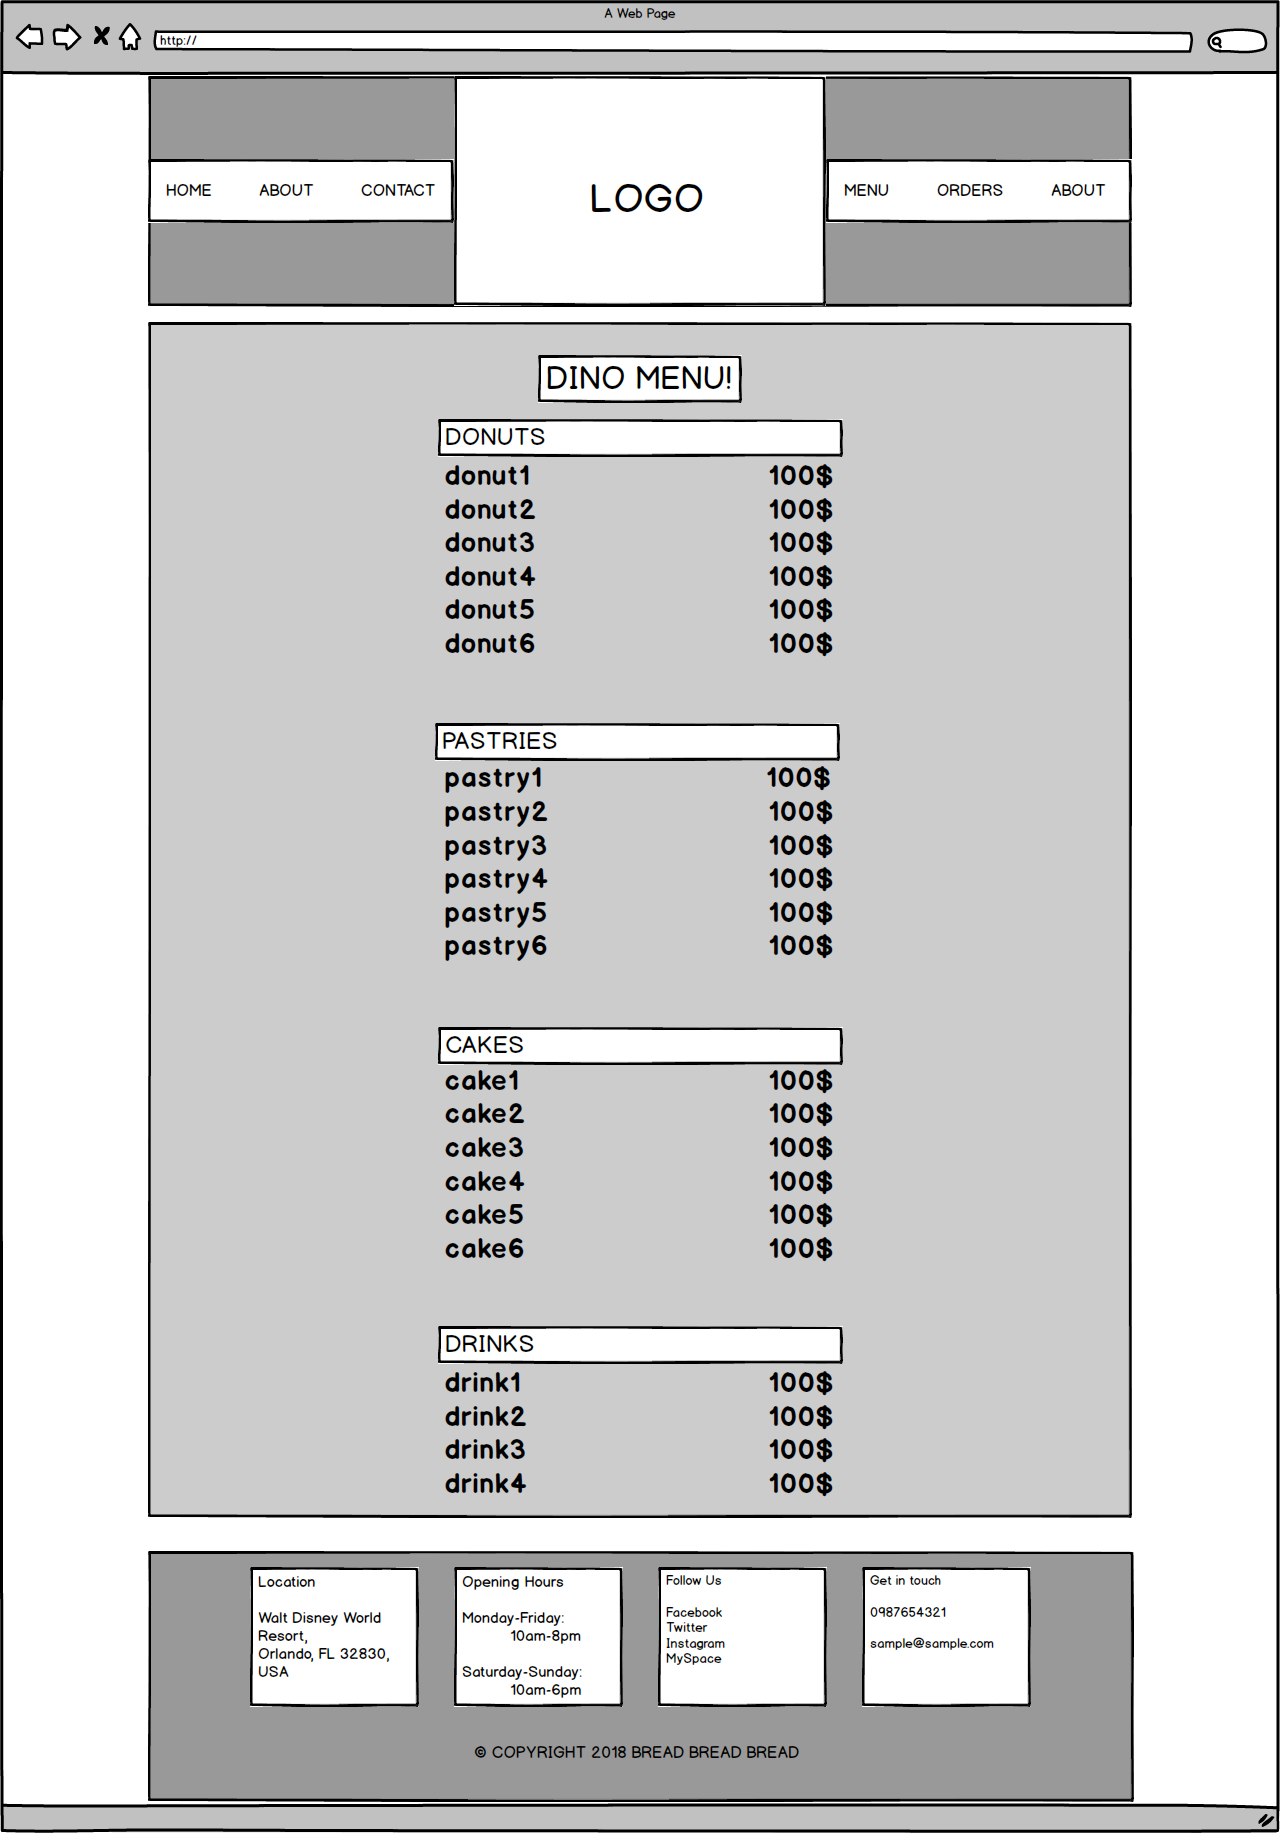 A Web Page
http://
HOME ABOUT CONTACT
LOGO
MENU ORDERS ABOUT
DINO MENU!
DONUTS
donut1 100$
donut2 100$
donut3 100$
donut4 100$
donut5 100$
donut6 100$
PASTRIES
pastry1 100$
pastry2 100$
pastry3 100$
pastry4 100$
pastry5 100$
pastry6 100$
CAKES
cake1 100$
cake2 100$
cake3 100$
cake4 100$
cake5 100$
cake6 100$
DRINKS
drink1 100$
drink2 100$
drink3 100$
drink4 100$
Location
Walt Disney World
Resort,
Orlando, FL 32830,
USA
Opening Hours
Monday-Friday:
10am-8pm
Saturday-Sunday:
10am-6pm
Follow Us
Facebook
Twitter
Instagram
MySpace
Get in touch
0987654321
sample@sample.com
© COPYRIGHT 2018 BREAD BREAD BREAD